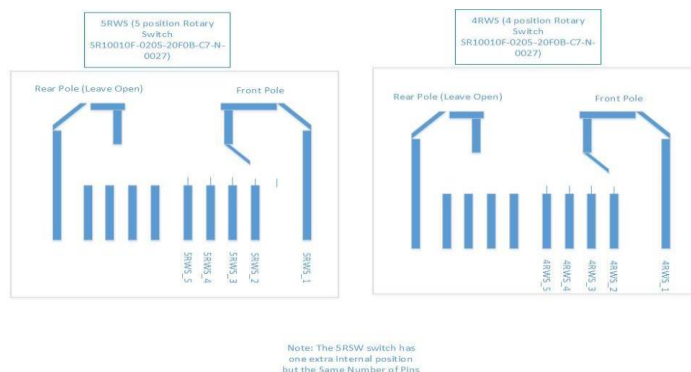 5RWS (5 position Rotary
Switch
SR10010F-0205-20F0B-C7-N-
0027)
4RWS (4 position Rotary
Switch
SR10010F-0205-20F0B-C7-N-
0027)
Rear Pole (Leave Open)
Front Pole
Rear Pole (Leave Open)
Front Pole
5RWS_5
5RWS_4
5RWS_3
5RWS_2
5RWS_1
4RWS_5
4RWS_4
4RWS_3
4RWS_2
4RWS_1
Note: The 5RSW switch has
one extra internal position
but the Same Number of Pins